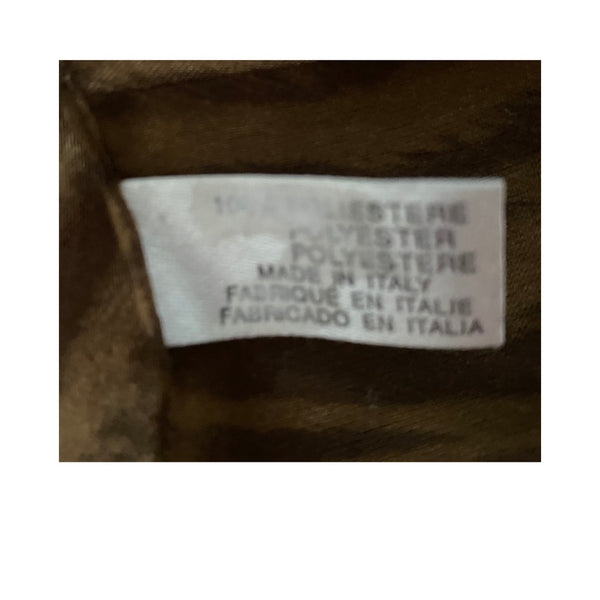 POLYESTER
POLYESTERE
MADE IN ITALY
FABRIQUÉ EN ITALIE
FABRICADO EN ITALIA